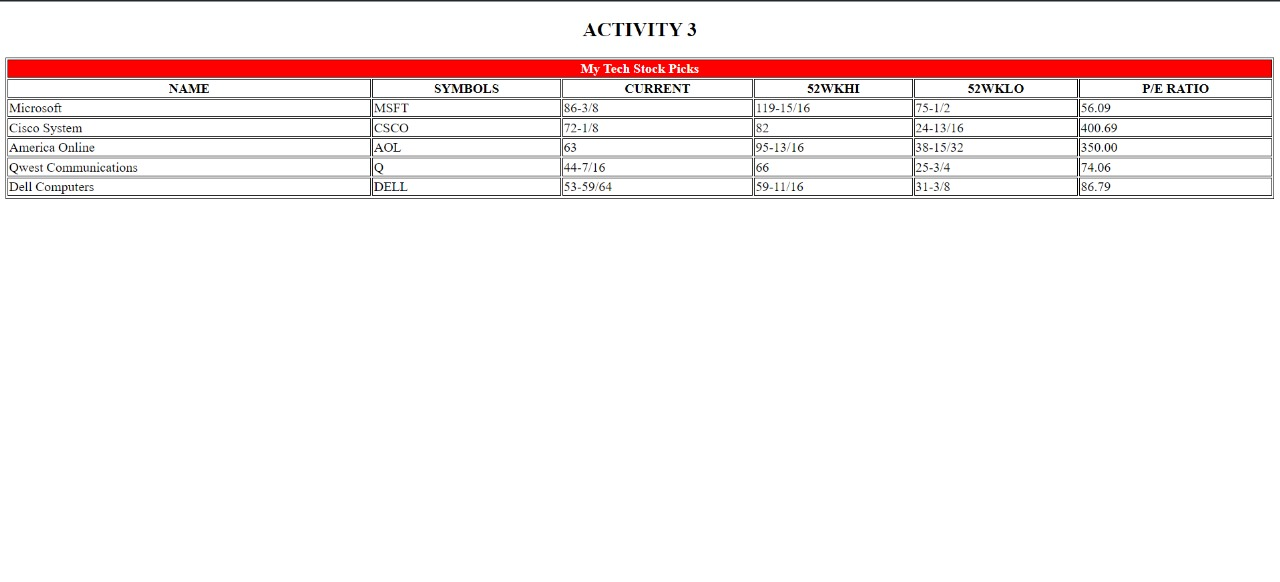 ACTIVITY 3
My Tech Stock Picks
NAME SYMBOLS CURRENT 52WKHI 52WKLO P/E RATIO
Microsoft MSFT 86-3/8 119-15/16 75-1/2 56.09
Cisco System CSCO 72-1/8 82 24-13/16 400.69
America Online AOL 63 95-13/16 38-15/32 350.00
Qwest Communications Q 44-7/16 66 25-3/4 74.06
Dell Computers DELL 53-59/64 59-11/16 31-3/8 86.79